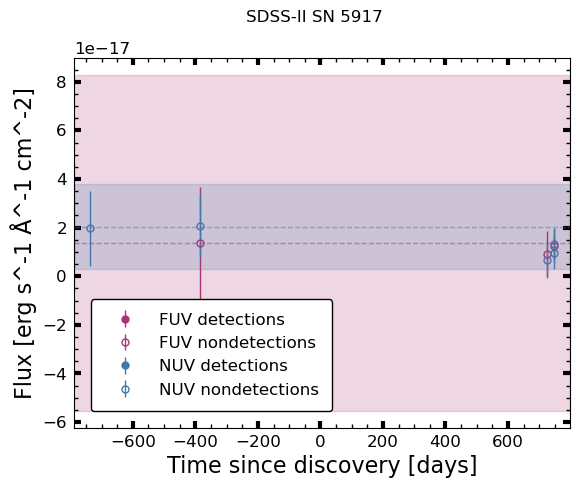 SDSS-II SN 5917
1e−17
8
6
4
2
0
−2
−4
−6
Flux [erg s^-1 Å^-1 cm^-2]
FUV detections
FUV nondetections
NUV detections
NUV nondetections
−600 −400 −200 0 200 400 600
Time since discovery [days]